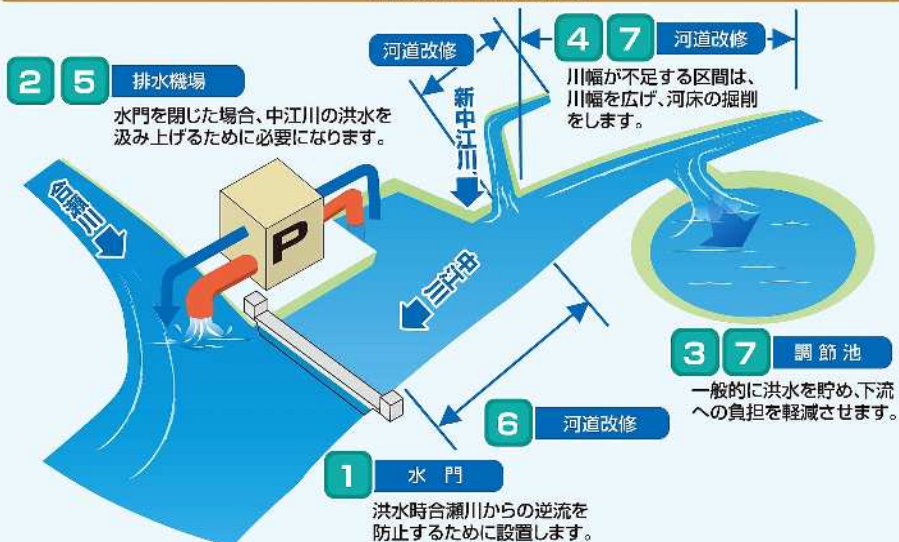 河道改修
4 7 河道改修
川幅が不足する区間は、
川幅を広げ、河床の掘削
をします。
2 5 排水機場
水門を閉じた場合、中江川の洪水を
汲み上げるために必要になります。
新中江川
合瀬川
P
中江川
3 7 調節池
一般的に洪水を貯め、下流
への負担を軽減させます。
6 河道改修
1 水門
洪水時合瀬川からの逆流を
防止するために設置します。